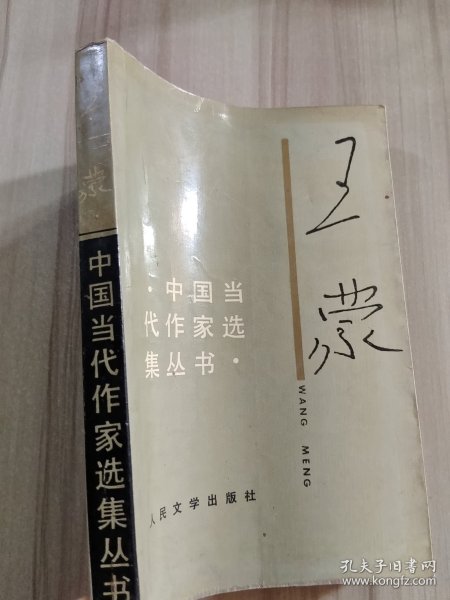 王蒙
WANG MENG
·中国当
代作家选
集丛书·
人民文学出版社
王蒙
中国当代作家选集丛书
孔夫子旧书网
www.kongfz.com